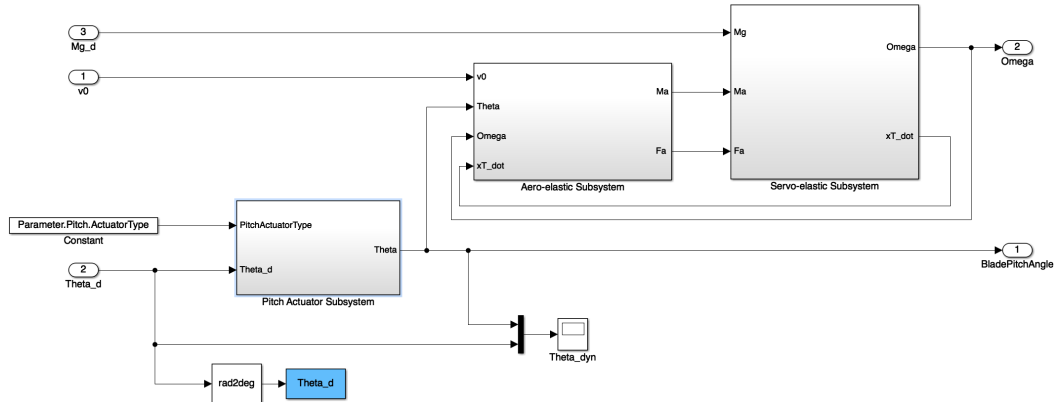 3
Mg_d
1
v0
v0
Theta
Omega
xT_dot
Ma
Fa
Aero-elastic Subsystem
Mg
Ma
Fa
Omega
xT_dot
Servo-elastic Subsystem
2
Omega
Parameter.Pitch.ActuatorType
Constant
2
Theta_d
PitchActuatorType
Theta_d
Theta
Pitch Actuator Subsystem
1
BladePitchAngle
Theta_dyn
rad2deg
Theta_d